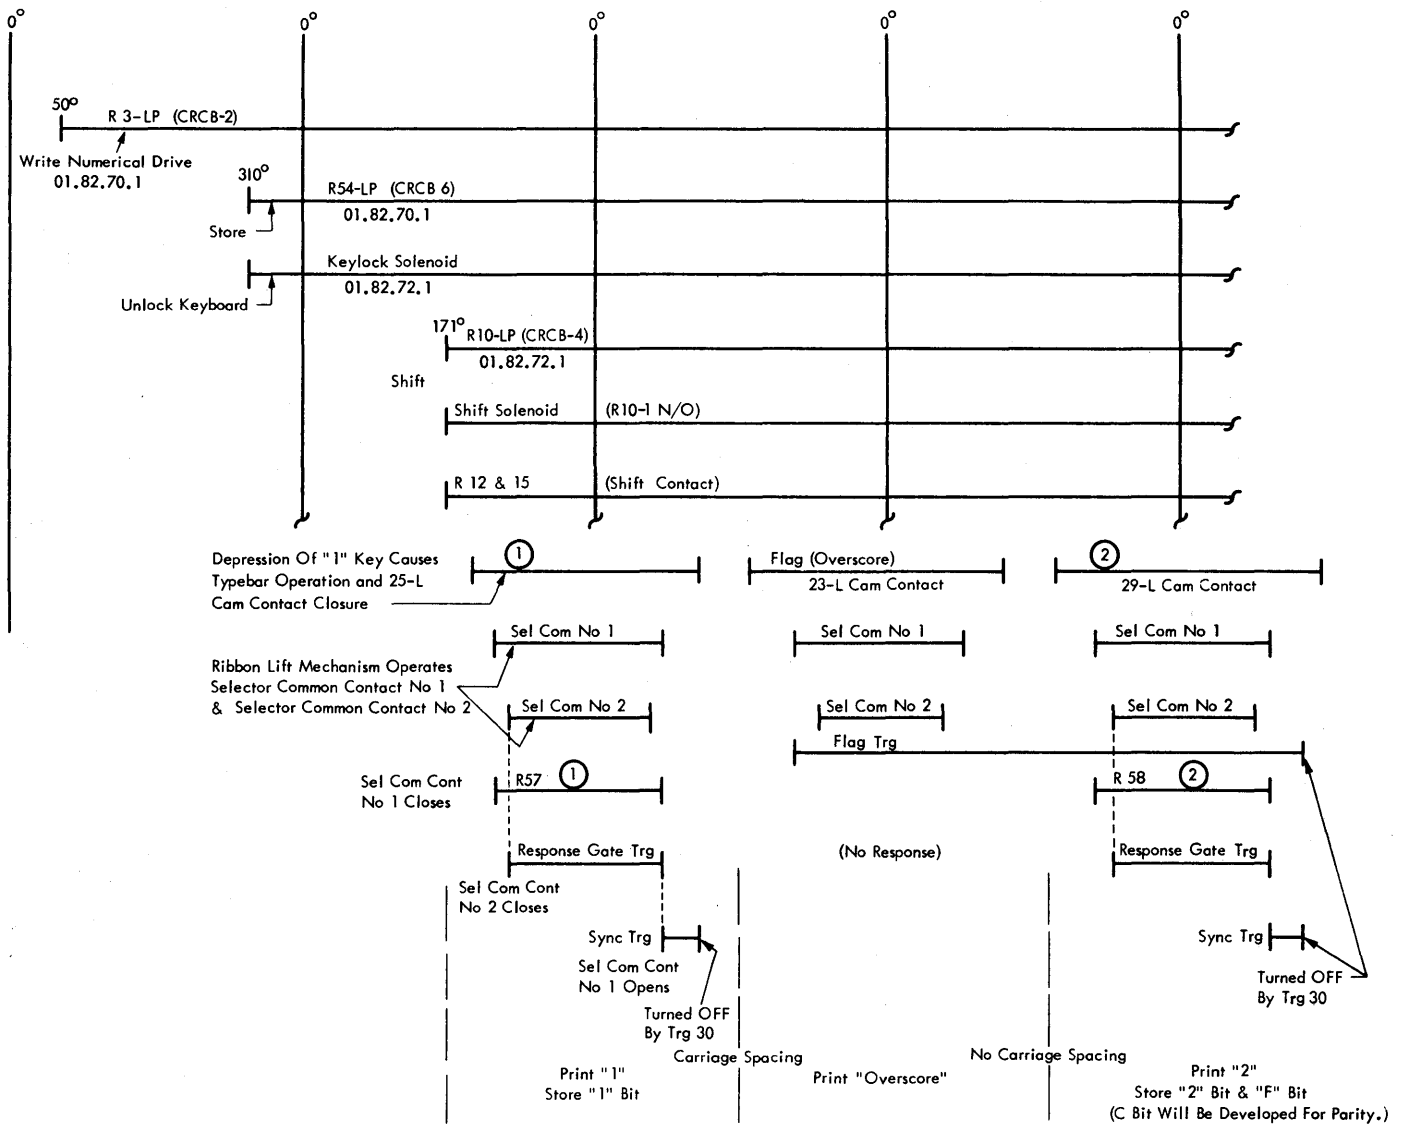 0° 0° 0° 0° 0°
50°
R 3-LP (CRCB-2)
Write Numerical Drive
01.82.70.1
310°
R54-LP (CRCB 6)
01.82.70.1
Store
Keylock Solenoid
01.82.72.1
Unlock Keyboard
171°
R10-LP (CRCB-4)
01.82.72.1
Shift
Shift Solenoid (R10-1 N/O)
R 12 & 15 (Shift Contact)
Depression Of "1" Key Causes
Typebar Operation and 25-L
Cam Contact Closure
1
Flag (Overscore)
23-L Cam Contact
2
29-L Cam Contact
Sel Com No 1
Sel Com No 1
Sel Com No 1
Ribbon Lift Mechanism Operates
Selector Common Contact No 1
& Selector Common Contact No 2
Sel Com No 2
Sel Com No 2
Sel Com No 2
Flag Trg
Sel Com Cont
No 1 Closes
R57 1
R 58 2
Response Gate Trg
(No Response)
Response Gate Trg
Sel Com Cont
No 2 Closes
Sync Trg
Sel Com Cont
No 1 Opens
Turned OFF
By Trg 30
Sync Trg
Turned OFF
By Trg 30
Carriage Spacing
No Carriage Spacing
Print "1"
Store "1" Bit
Print "Overscore"
Print "2"
Store "2" Bit & "F" Bit
(C Bit Will Be Developed For Parity.)